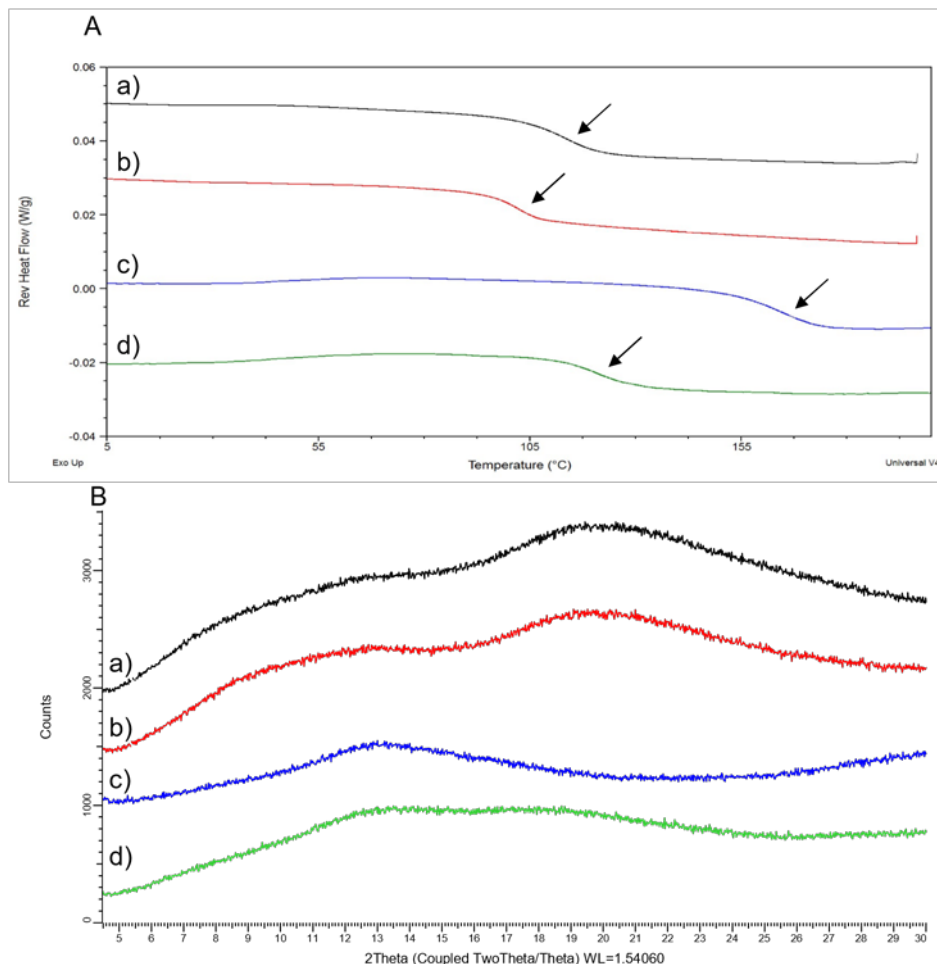 A
0.06
a)
0.04
b)
0.02
Rev Heat Flow (W/g)
c)
0.00
d)
-0.02
-0.04
5 55 105 155
Exo Up Temperature (°C) Universal V4
B
3000
a)
2000
b)
Counts
c)
1000
d)
0
5 6 7 8 9 10 11 12 13 14 15 16 17 18 19 20 21 22 23 24 25 26 27 28 29 30
2Theta (Coupled TwoTheta/Theta) WL=1.54060